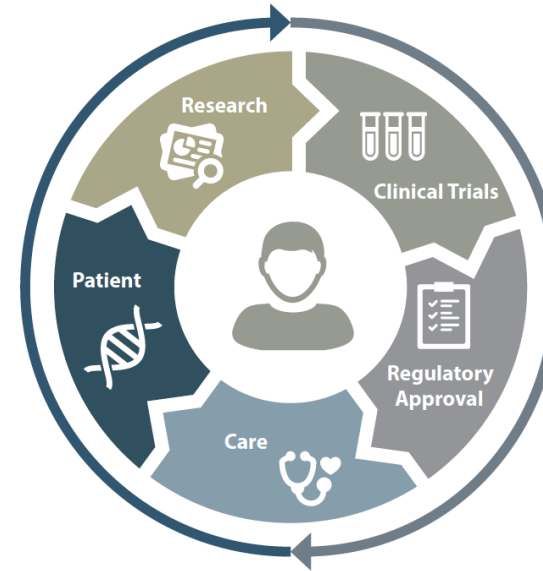 Research
Clinical Trials
Patient
Regulatory
Approval
Care